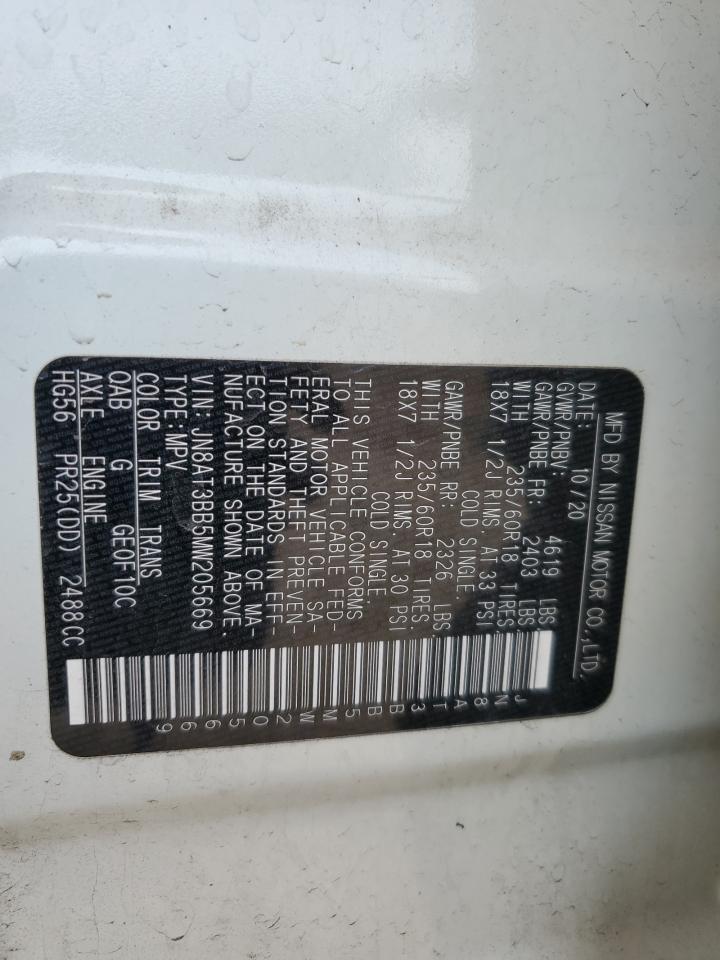 MFD BY NISSAN MOTOR CO.,LTD.
DATE: 10/20
GVWR/PNBV: 4619 LBS
GAWR/PNBE FR: 2403 LBS
WITH 235/60R18 TIRES
18X7 1/2J RIMS. AT 33 PSI
COLD SINGLE
GAWR/PNBE RR: 2326 LBS
WITH 235/60R18 TIRES
18X7 1/2J RIMS. AT 30 PSI
COLD SINGLE
THIS VEHICLE CONFORMS
TO ALL APPLICABLE FED-
ERAL MOTOR VEHICLE SA-
FETY AND THEFT PREVEN-
TION STANDARDS IN EFF-
ECT ON THE DATE OF MA
NUFACTURE SHOWN ABOVE.
VIN: JN8AT3BB5MW205669
TYPE: MPV
COLOR TRIM TRANS
QAB G GEOF10C
AXLE ENGINE
HG56 PR25(DD) 2488CC
JN8AT3BB5MW205669